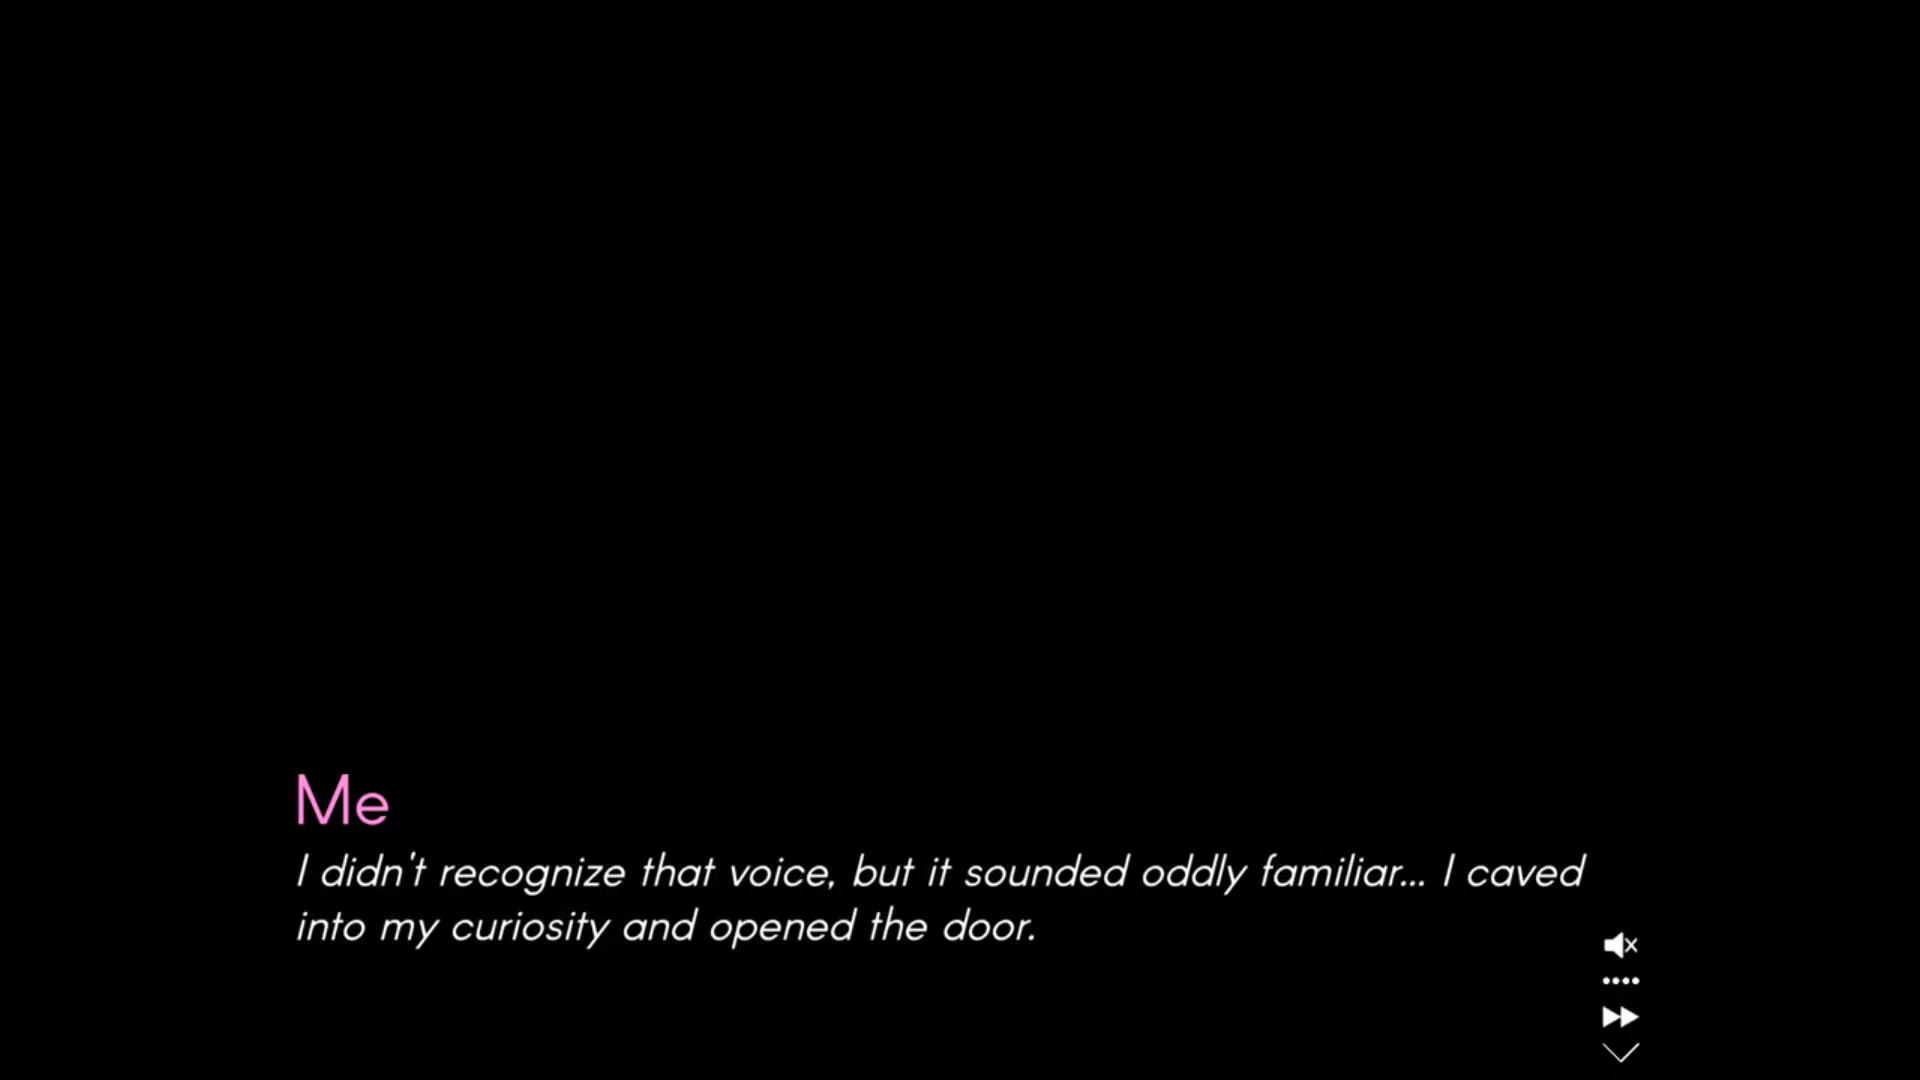 Me
I didn't recognize that voice, but it sounded oddly familiar... I caved
into my curiosity and opened the door.